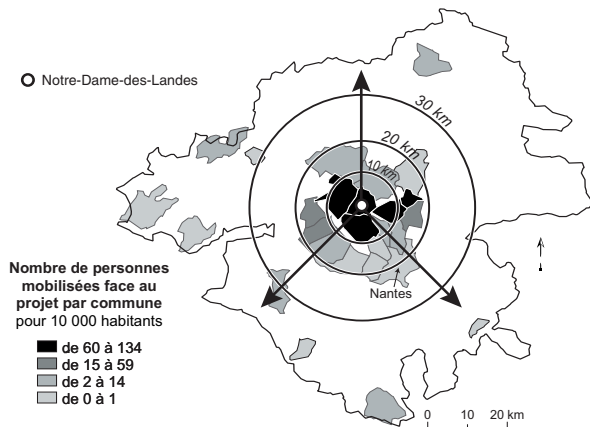 Notre-Dame-des-Landes
30 km
20 km
10 km
Nantes
Nombre de personnes
mobilisées face au
projet par commune
pour 10 000 habitants
de 60 à 134
de 15 à 59
de 2 à 14
de 0 à 1
0 10 20 km